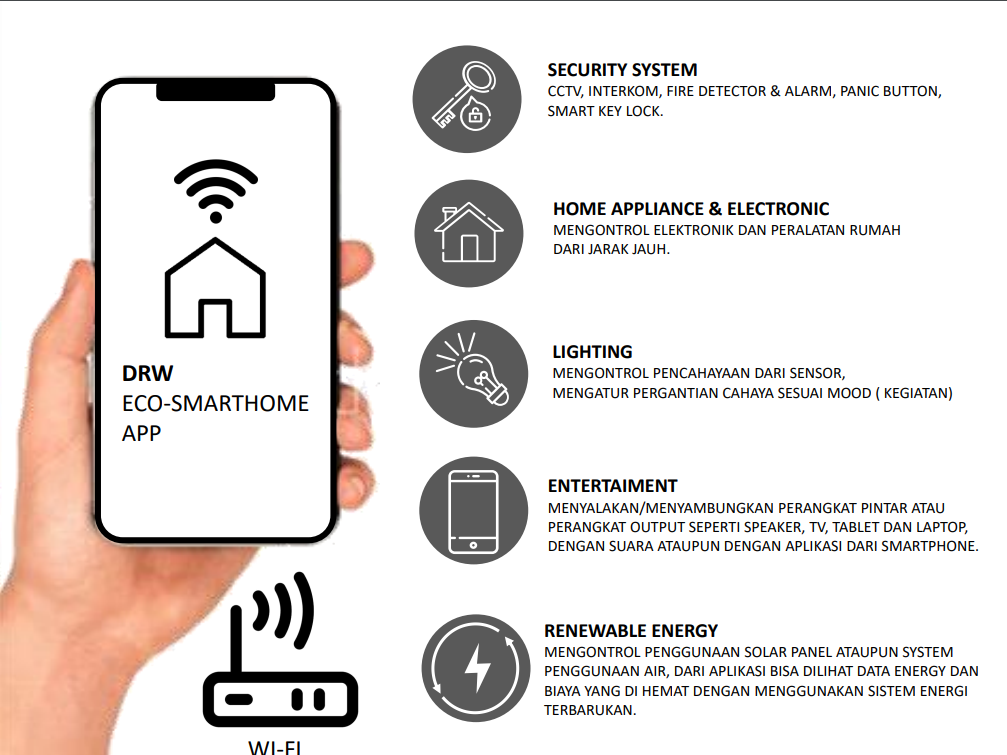 SECURITY SYSTEM
CCTV, INTERKOM, FIRE DETECTOR & ALARM, PANIC BUTTON,
SMART KEY LOCK.
HOME APPLIANCE & ELECTRONIC
MENGONTROL ELEKTRONIK DAN PERALATAN RUMAH
DARI JARAK JAUH.
LIGHTING
MENGONTROL PENCAHAYAAN DARI SENSOR,
MENGATUR PERGANTIAN CAHAYA SESUAI MOOD ( KEGIATAN)
DRW
ECO-SMARTHOME
APP
ENTERTAIMENT
MENYALAKAN/MENYAMBUNGKAN PERANGKAT PINTAR ATAU
PERANGKAT OUTPUT SEPERTI SPEAKER, TV, TABLET DAN LAPTOP,
DENGAN SUARA ATAUPUN DENGAN APLIKASI DARI SMARTPHONE.
RENEWABLE ENERGY
MENGONTROL PENGGUNAAN SOLAR PANEL ATAUPUN SYSTEM
PENGGUNAAN AIR, DARI APLIKASI BISA DILIHAT DATA ENERGY DAN
BIAYA YANG DI HEMAT DENGAN MENGGUNAKAN SISTEM ENERGI
TERBARUKAN.
WI-FI